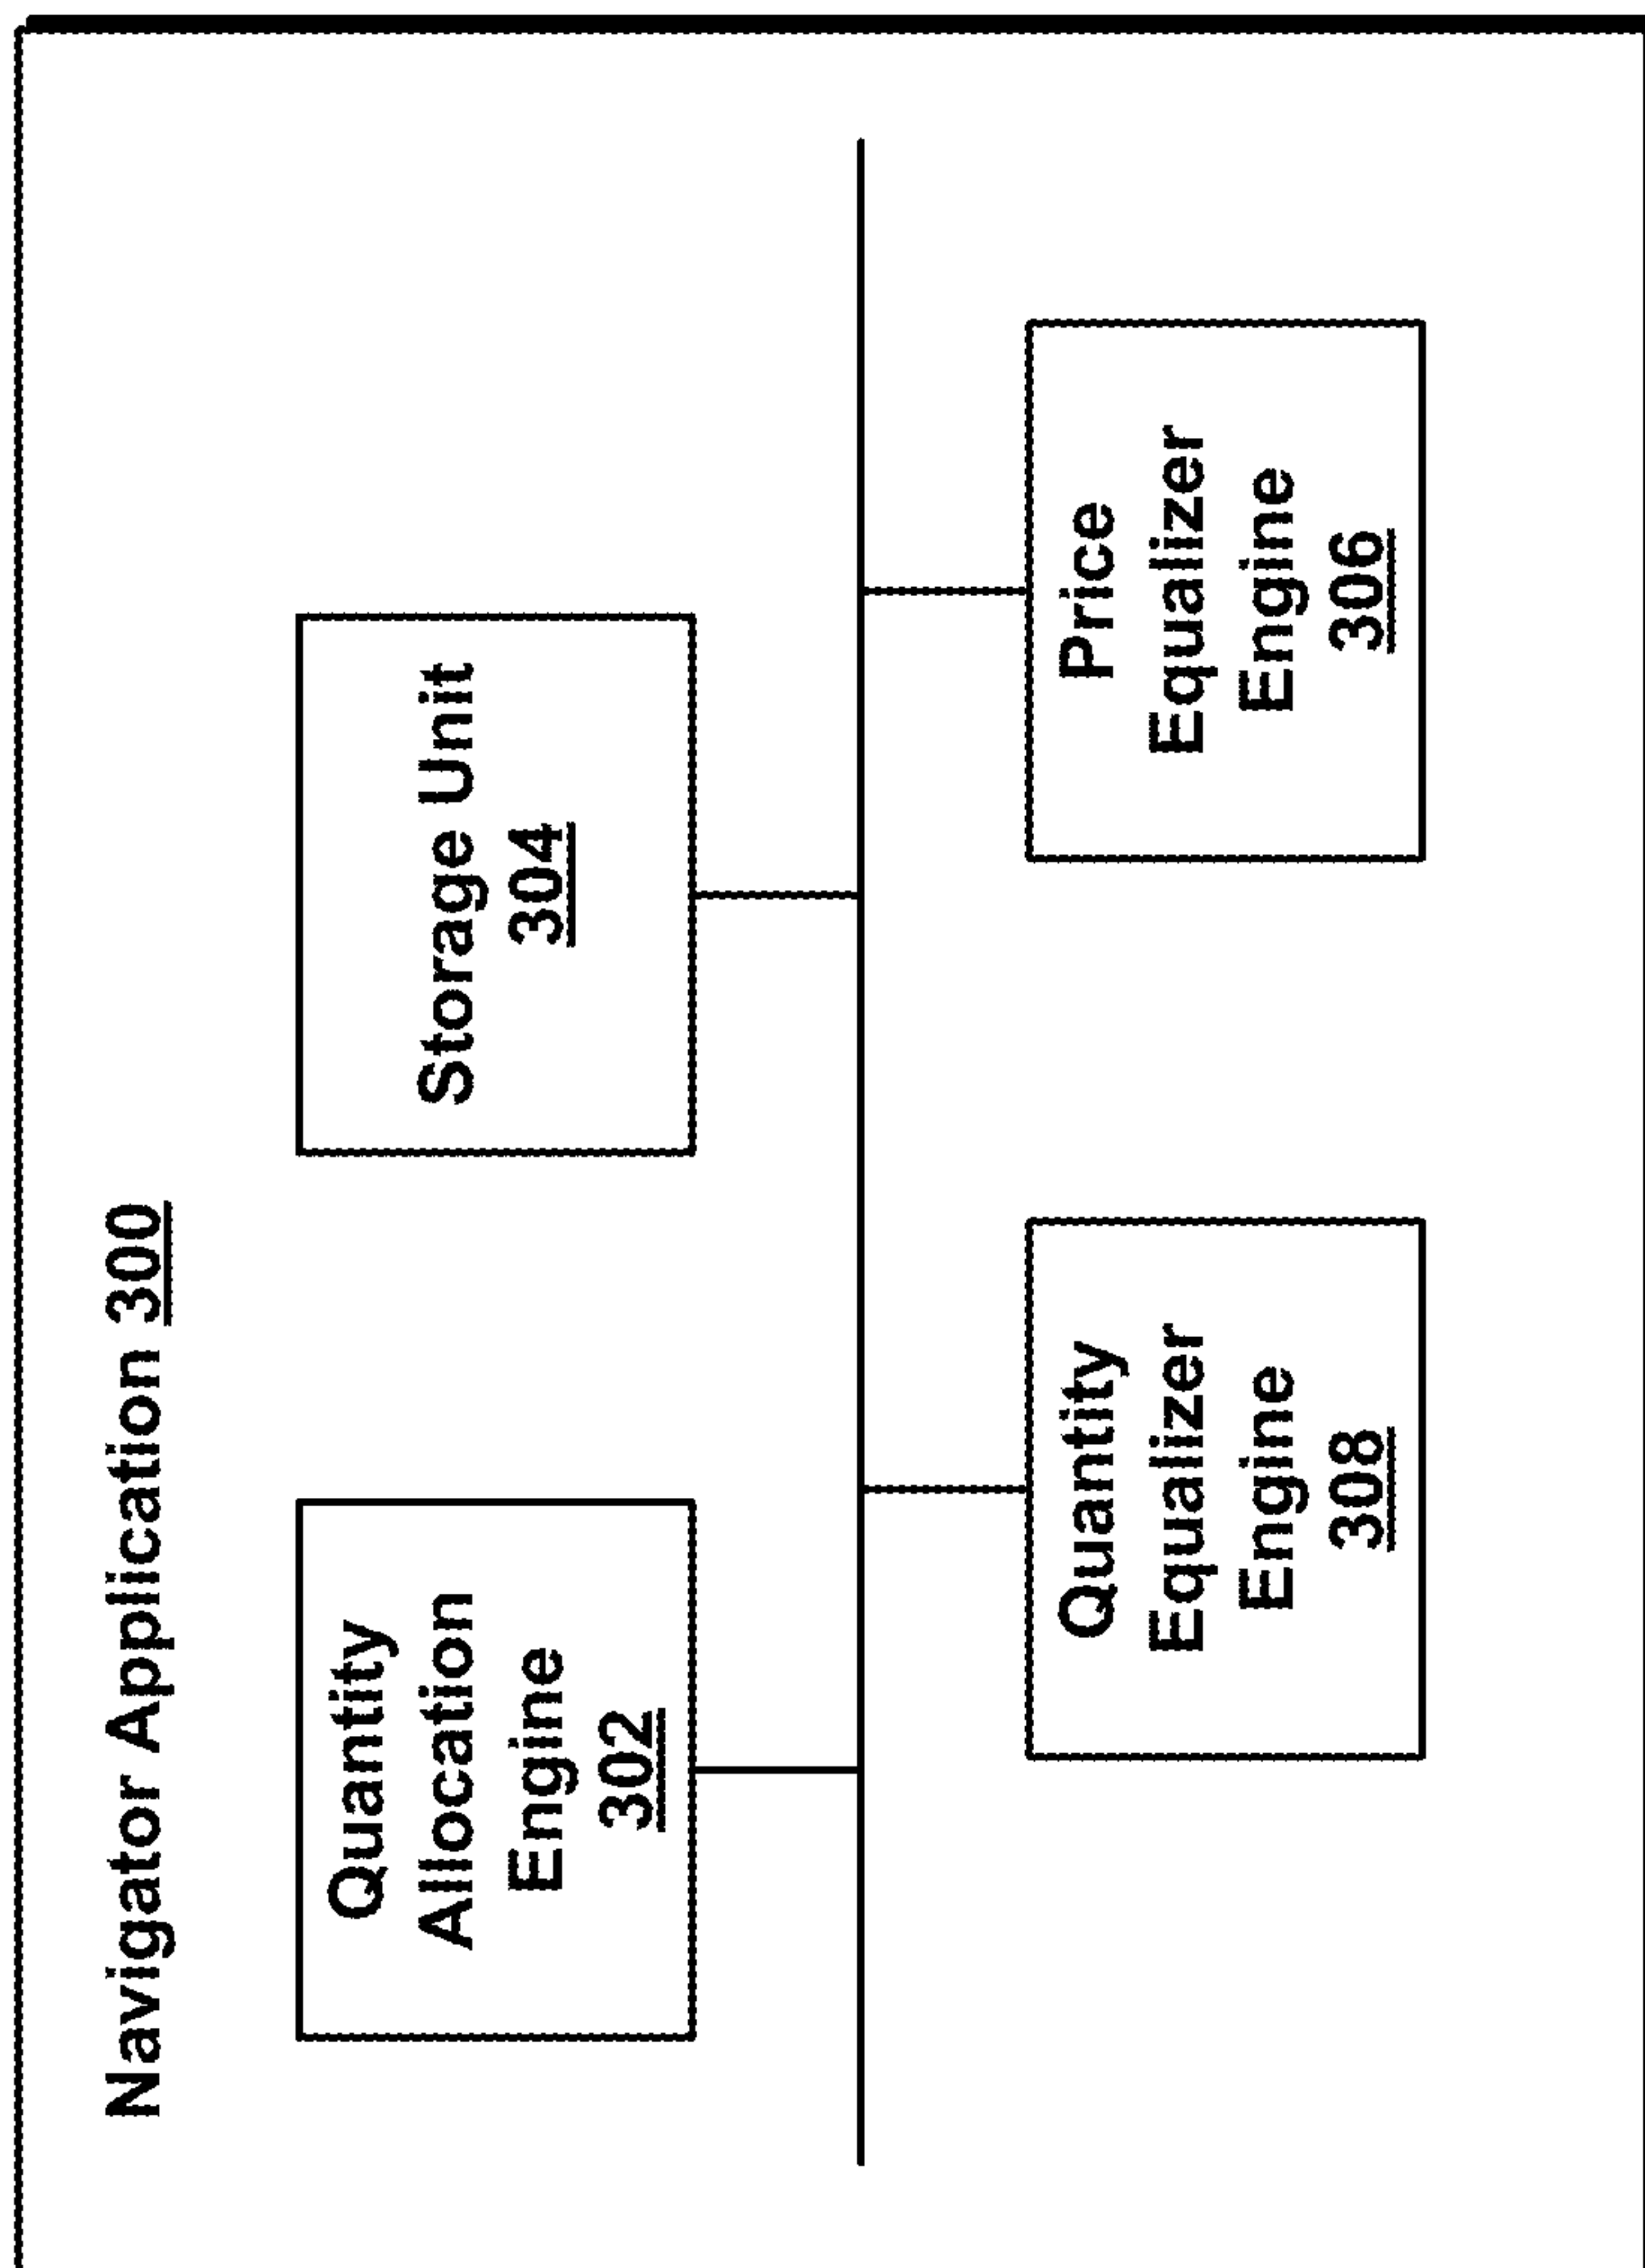 Navigator Application 300
Quantity
Allocation
Engine
302
Storage Unit
304
Quantity
Equalizer
Engine
308
Price
Equalizer
Engine
306